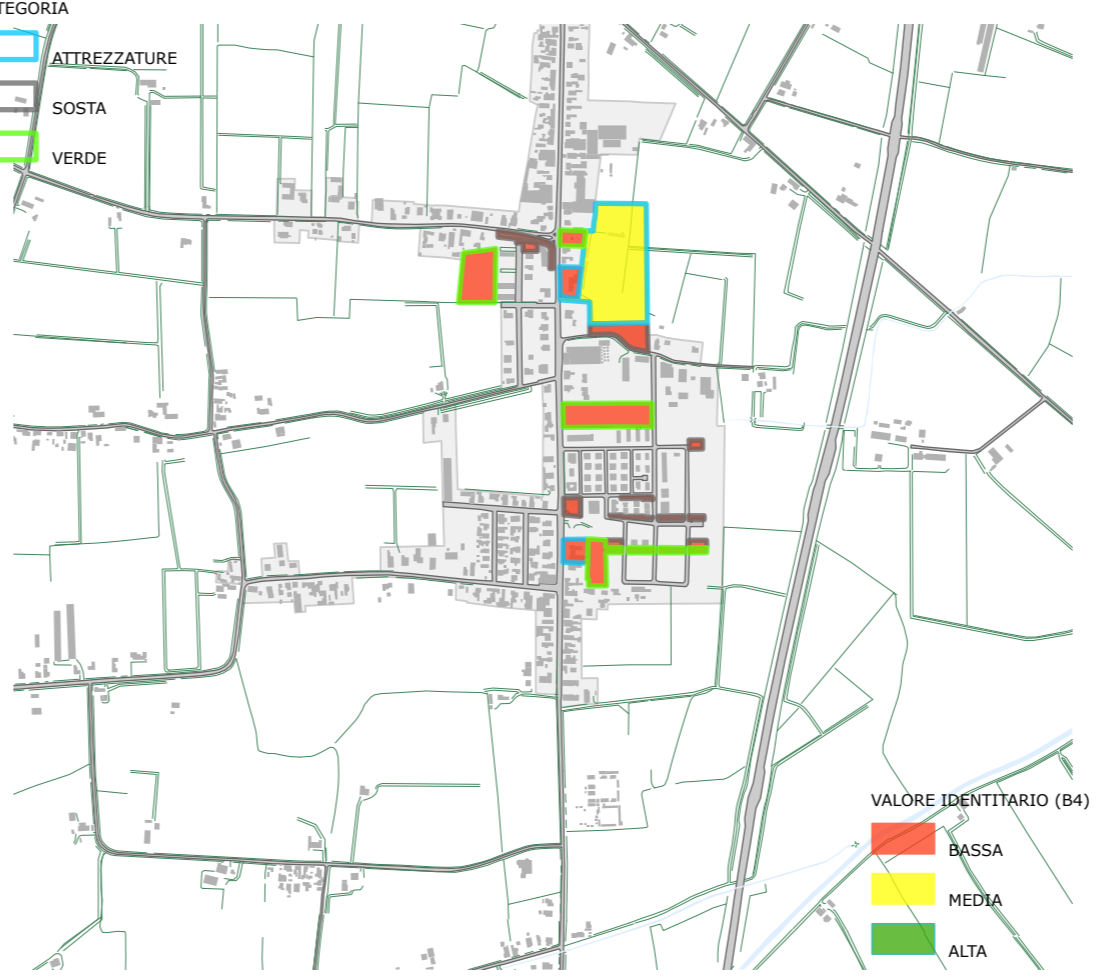 TEGORIA
ATTREZZATURE
SOSTA
VERDE
VALORE IDENTITARIO (B4)
BASSA
MEDIA
ALTA